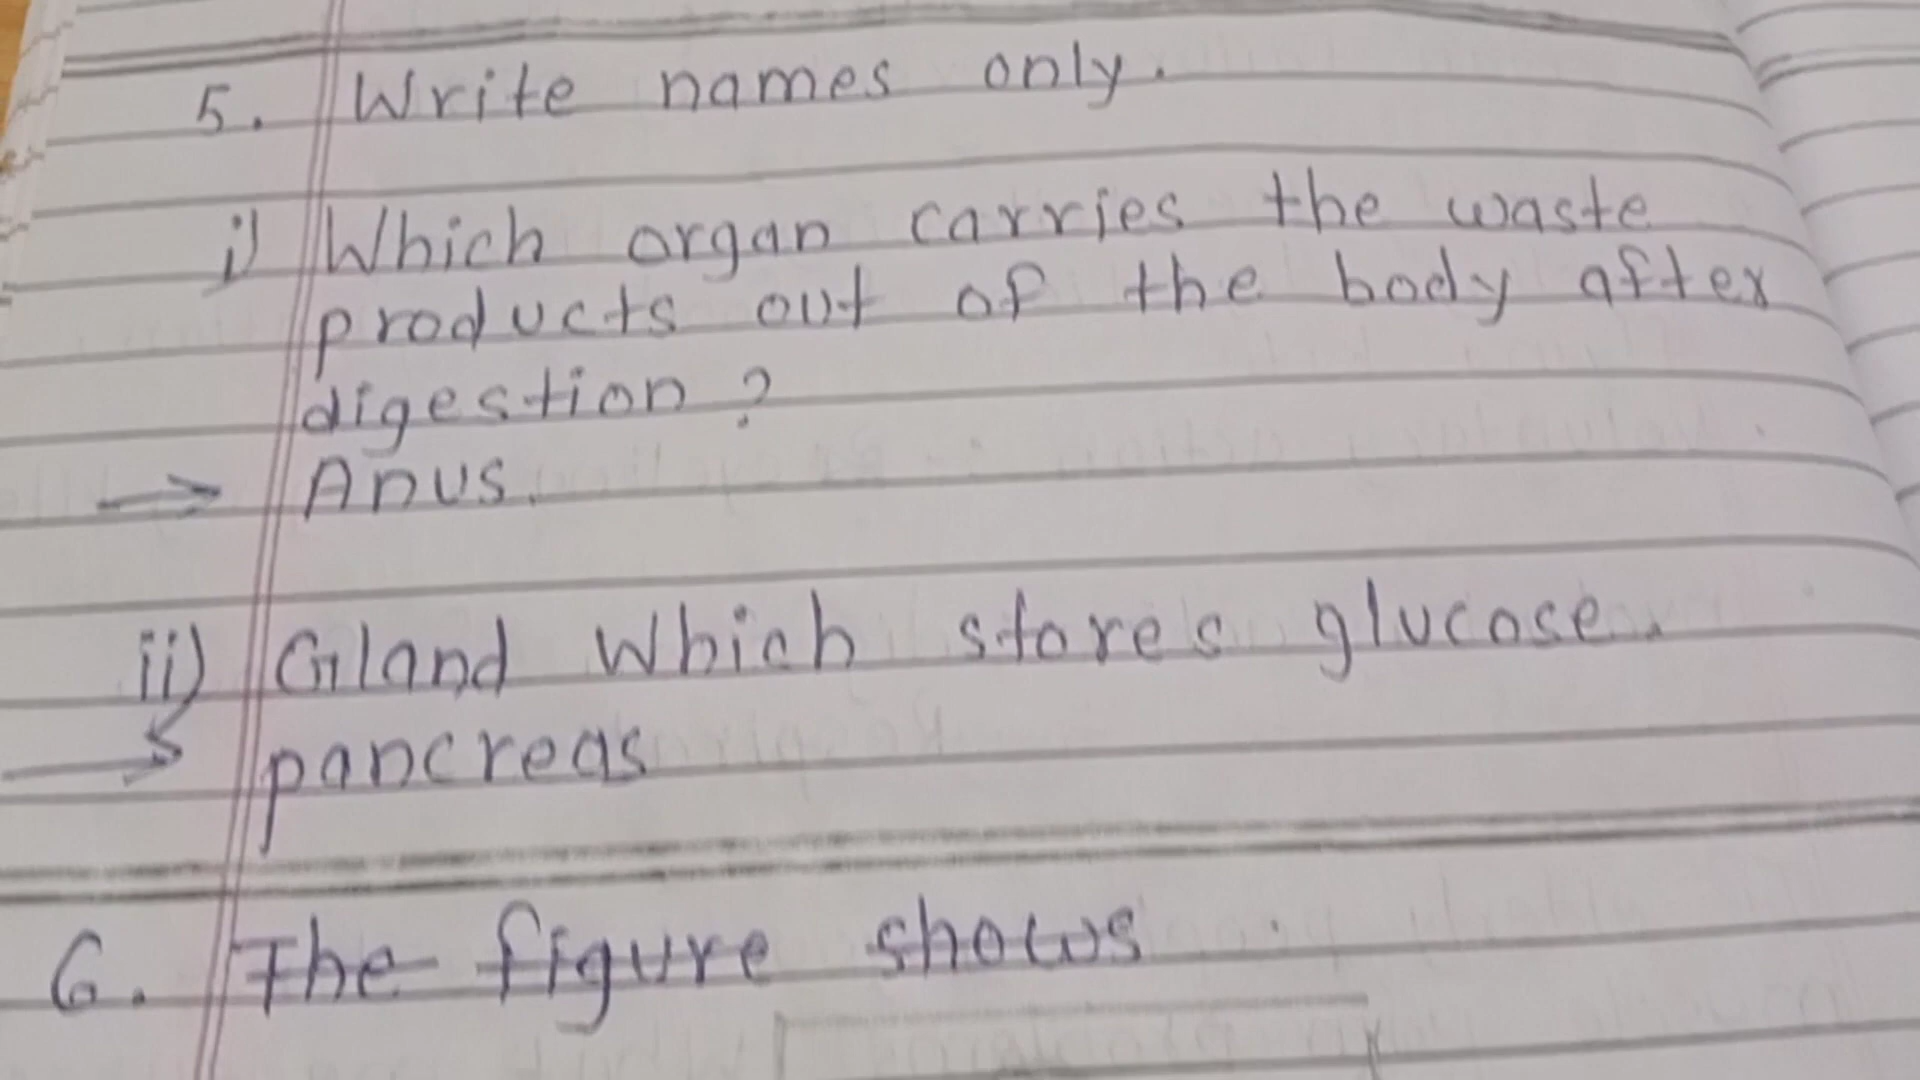 5. Write names only.
i) Which organ carries the waste
products out of the body after
digestion?
→ Anus.
ii) Gland which stores glucose.
→ pancreas
6. The figure shows